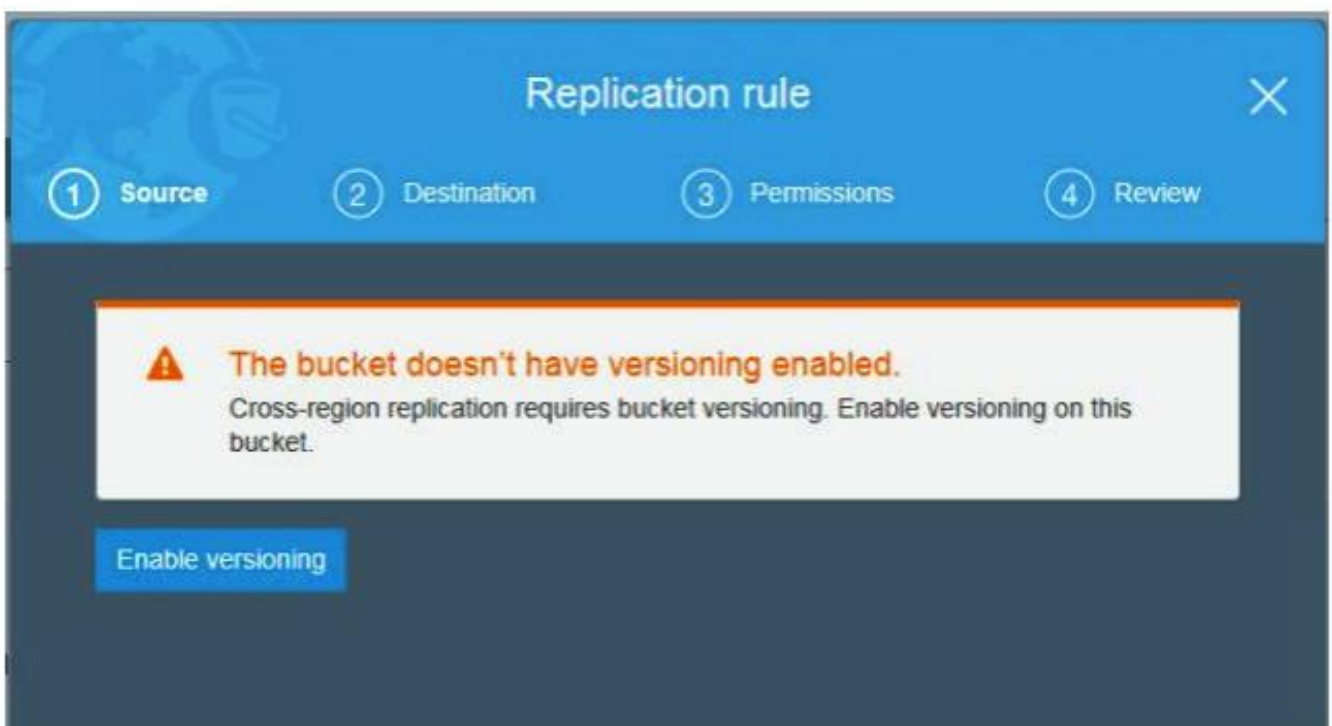 Replication rule
1 Source 2 Destination 3 Permissions 4 Review
The bucket doesn't have versioning enabled.
Cross-region replication requires bucket versioning. Enable versioning on this
bucket.
Enable versioning